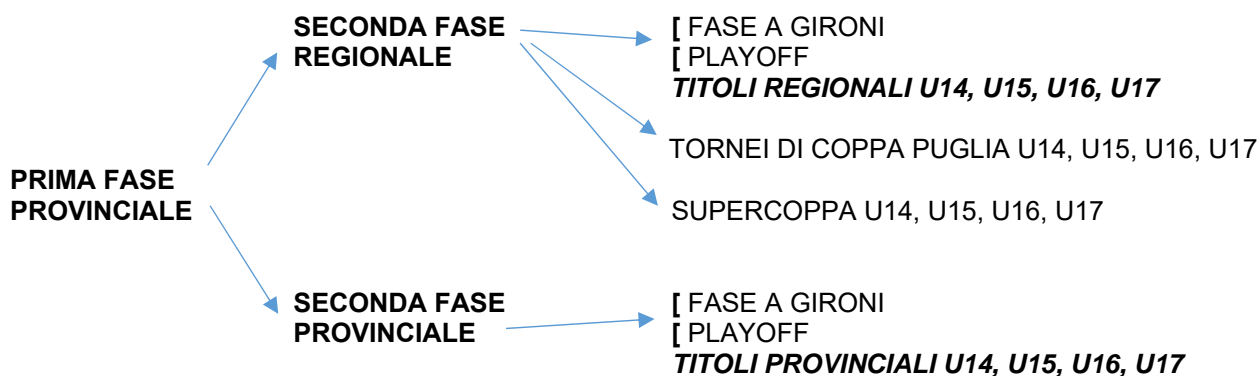 SECONDA FASE
REGIONALE
[ FASE A GIRONI
[ PLAYOFF
TITOLI REGIONALI U14, U15, U16, U17
TORNEI DI COPPA PUGLIA U14, U15, U16, U17
PRIMA FASE
PROVINCIALE
SUPERCOPPA U14, U15, U16, U17
SECONDA FASE
PROVINCIALE
[ FASE A GIRONI
[ PLAYOFF
TITOLI PROVINCIALI U14, U15, U16, U17